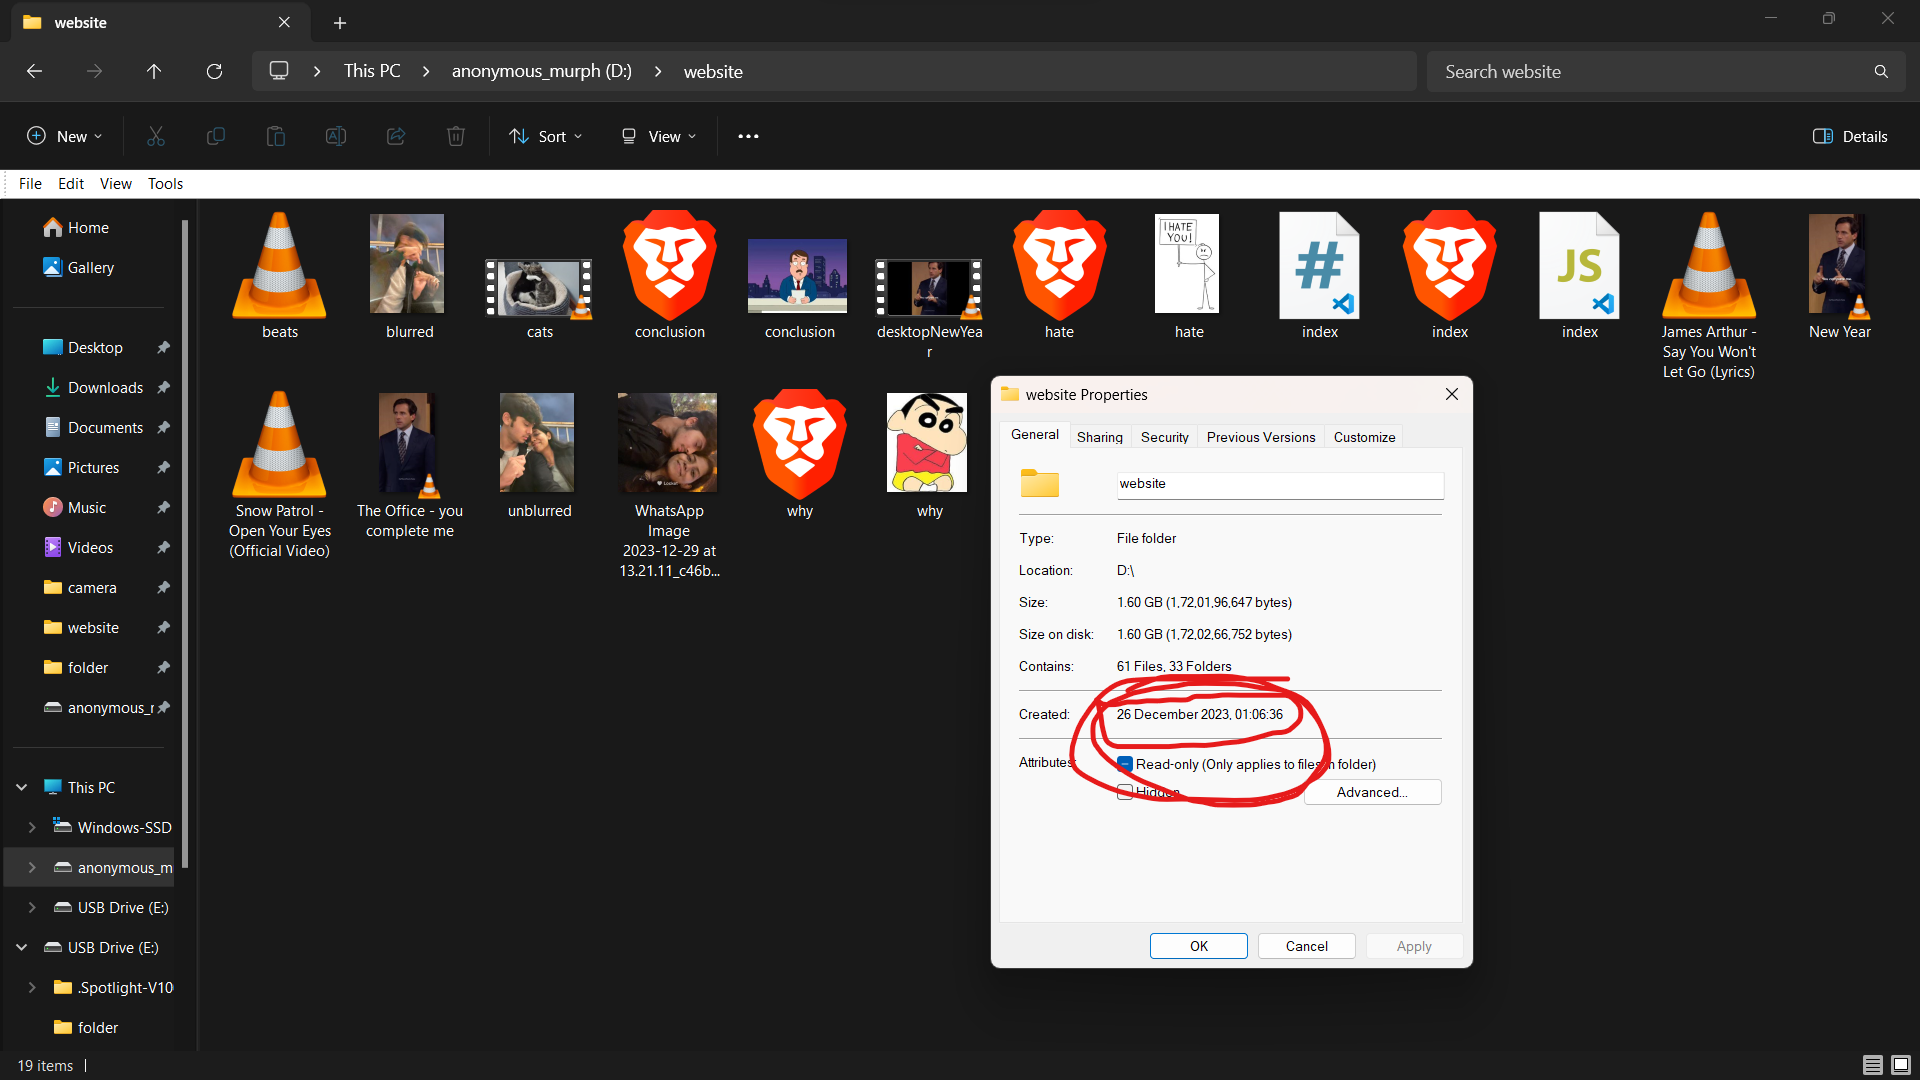 website
This PC
anonymous_murph (D:)
website
Search website
New
Sort
View
Details
File Edit View Tools
Home
Gallery
Desktop
Downloads
Documents
Pictures
Music
Videos
camera
website
folder
anonymous_r
This PC
Windows-SSD
anonymous_m
USB Drive (E:)
USB Drive (E:)
.Spotlight-V10
folder
beats
blurred
cats
conclusion
conclusion
desktopNewYea
r
hate
I HATE
YOU!
hate
#
index
index
JS
index
James Arthur -
Say You Won't
Let Go (Lyrics)
New Year
Snow Patrol -
Open Your Eyes
(Official Video)
The Office - you
complete me
unblurred
WhatsApp
Image
2023-12-29 at
13.21.11_c46b...
why
why
website Properties
General Sharing Security Previous Versions Customize
website
Type: File folder
Location: D:\
Size: 1.60 GB (1,72,01,96,647 bytes)
Size on disk: 1.60 GB (1,72,02,66,752 bytes)
Contains: 61 Files, 33 Folders
Created: 26 December 2023, 01:06:36
Attributes: Read-only (Only applies to files in folder)
Hidden
Advanced...
OK Cancel Apply
19 items